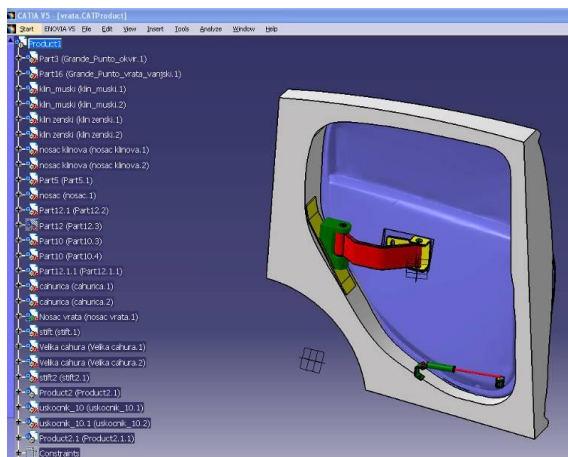 CATIA V5 - [vrata.CATProduct]
Start ENOVIA V5 File Edit View Insert Tools Analyze Window Help
Product1
Part3 (Grande_Punto_okvir.1)
Part16 (Grande_Punto_vrata_vanjski.1)
klin_muski (klin_muski.1)
klin_muski (klin_muski.2)
klin zenski (klin zenski.1)
klin zenski (klin zenski.2)
nosac klinova (nosac klinova.1)
nosac klinova (nosac klinova.2)
Part5 (Part5.1)
nosac (nosac.1)
Part12.1 (Part12.2)
Part12 (Part12.3)
Part10 (Part10.3)
Part10 (Part10.4)
Part12.1.1 (Part12.1.1)
cahurica (cahurica.1)
cahurica (cahurica.2)
Nosac vrata (nosac vrata.1)
stift (stift.1)
Velika cahura (Velika cahura.1)
Velika cahura (Velika cahura.2)
stift2 (stift2.1)
Product2 (Product2.1)
uskocnik_10 (uskocnik_10.1)
uskocnik_10.1 (uskocnik_10.2)
Product2.1 (Product2.1.1)
Constraints